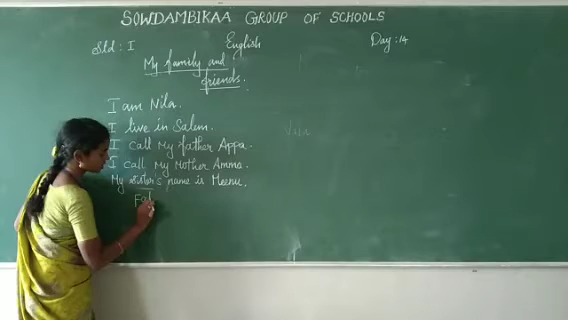 SOWDAMBIKAA GROUP OF SCHOOLS
Std : I English Day : 14
My family and
friends.
I am Nila.
I live in Salem.
I call My father Appa.
I call My Mother Amma.
My sister's name is Meenu.